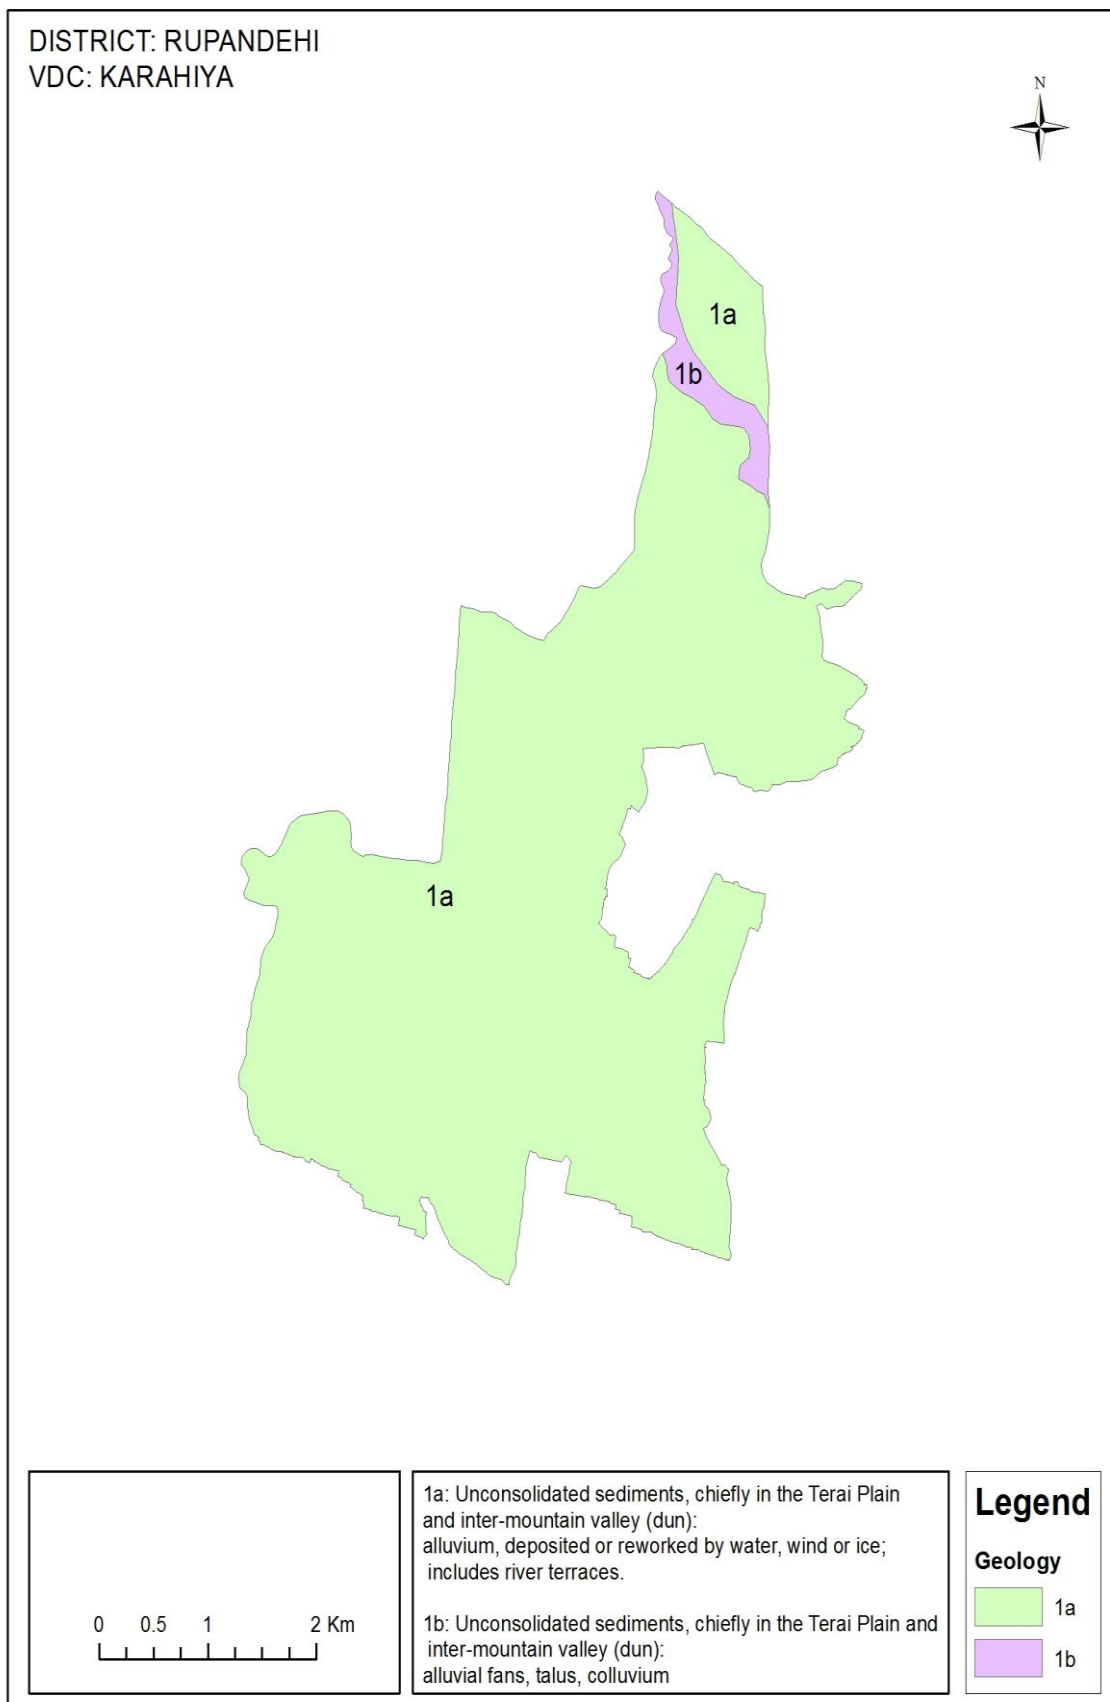 DISTRICT: RUPANDEHI
VDC: KARAHIYA
N
1a
1b
1a
0 0.5 1 2 Km
1a: Unconsolidated sediments, chiefly in the Terai Plain
and inter-mountain valley (dun):
alluvium, deposited or reworked by water, wind or ice;
includes river terraces.
1b: Unconsolidated sediments, chiefly in the Terai Plain and
inter-mountain valley (dun):
alluvial fans, talus, colluvium
Legend
Geology
1a
1b